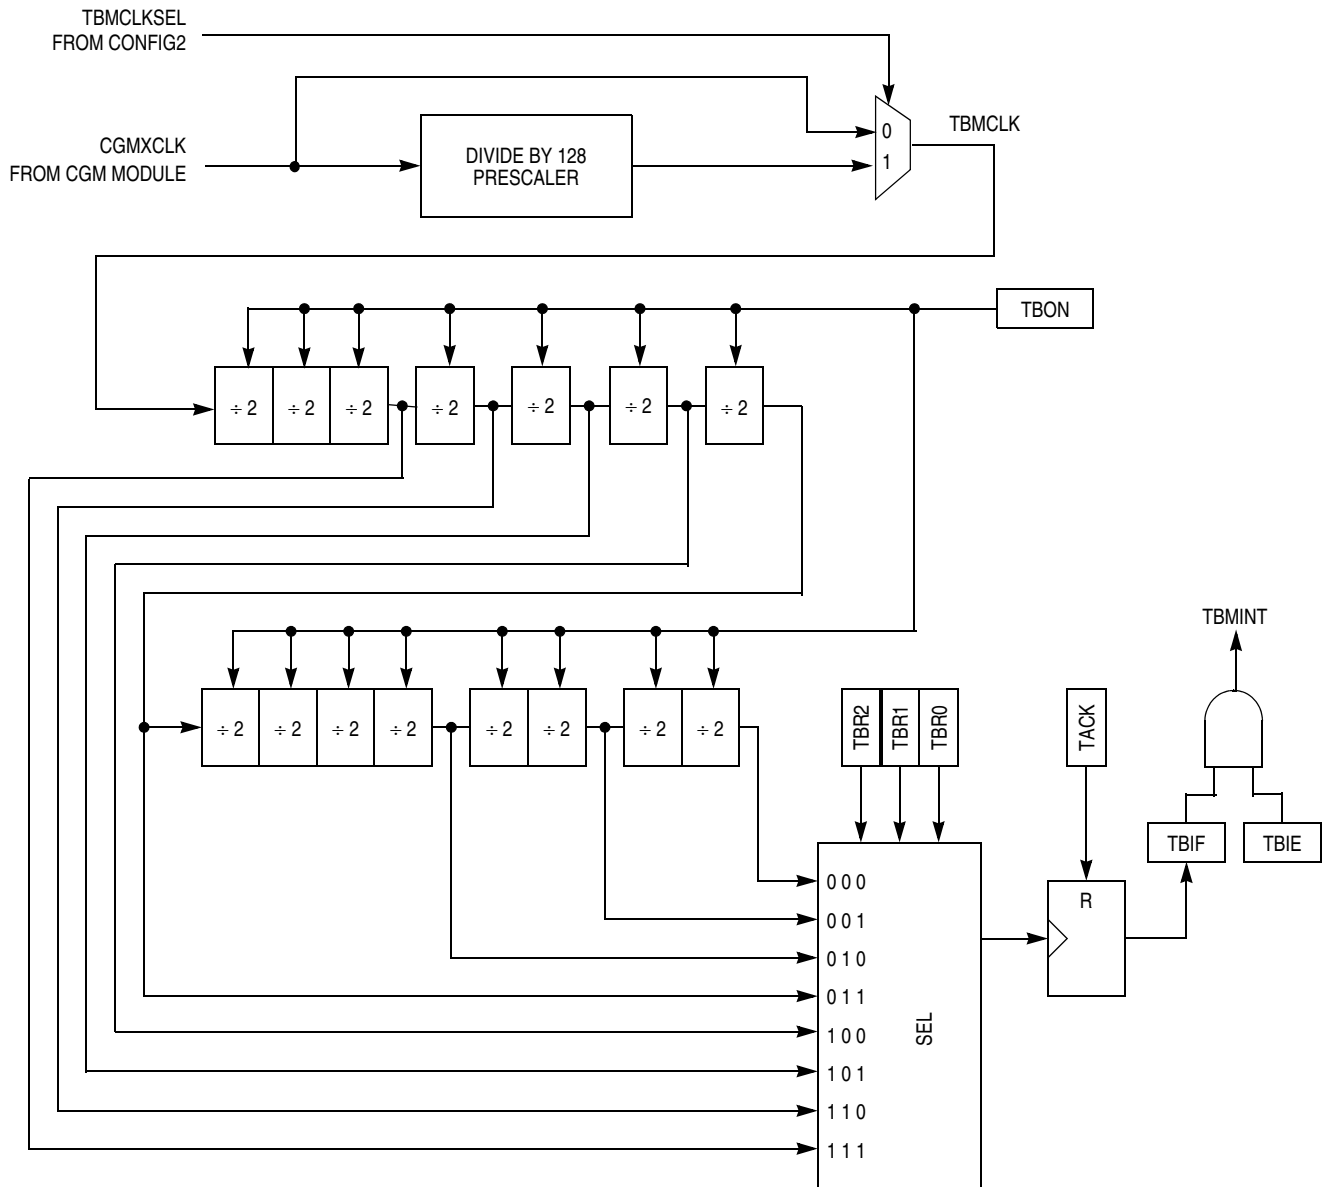 TBMCLKSEL
FROM CONFIG2
CGMXCLK
FROM CGM MODULE
DIVIDE BY 128
PRESCALER
0
1
TBMCLK
TBON
÷ 2
÷ 2
÷ 2
÷ 2
÷ 2
÷ 2
÷ 2
TBMINT
÷ 2
÷ 2
÷ 2
÷ 2
÷ 2
÷ 2
÷ 2
÷ 2
TBR2
TBR1
TBR0
TACK
TBIF
TBIE
0 0 0
0 0 1
0 1 0
0 1 1
1 0 0
1 0 1
1 1 0
1 1 1
SEL
R